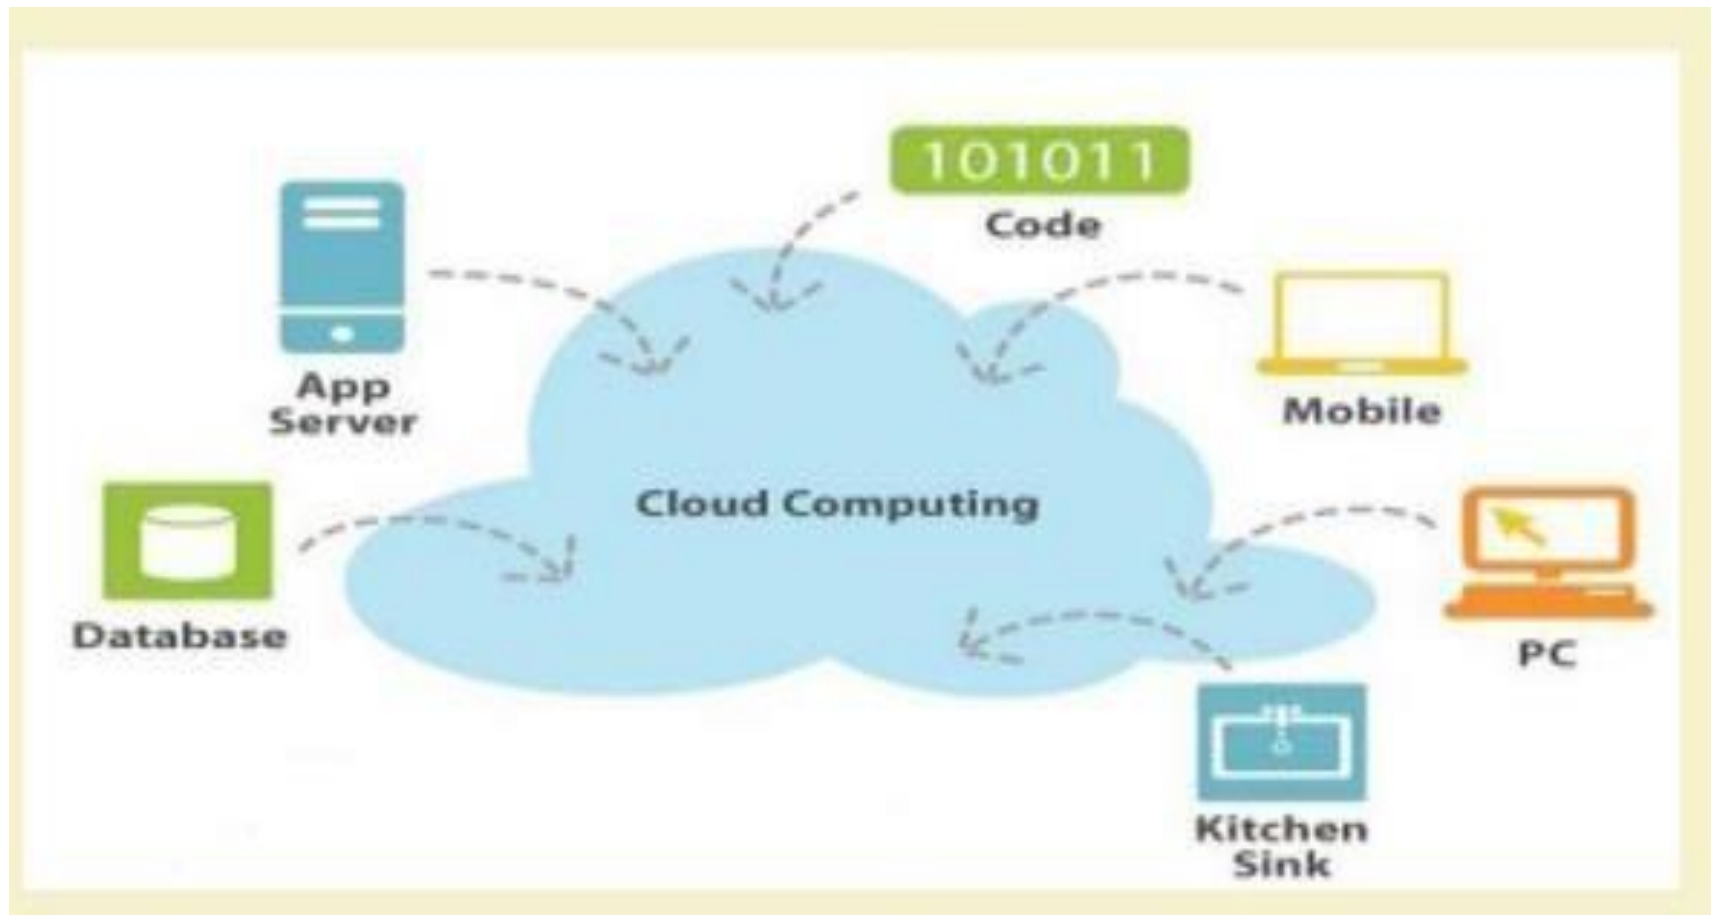 101011
Code
App
Server
Mobile
Cloud Computing
Database
PC
Kitchen
Sink